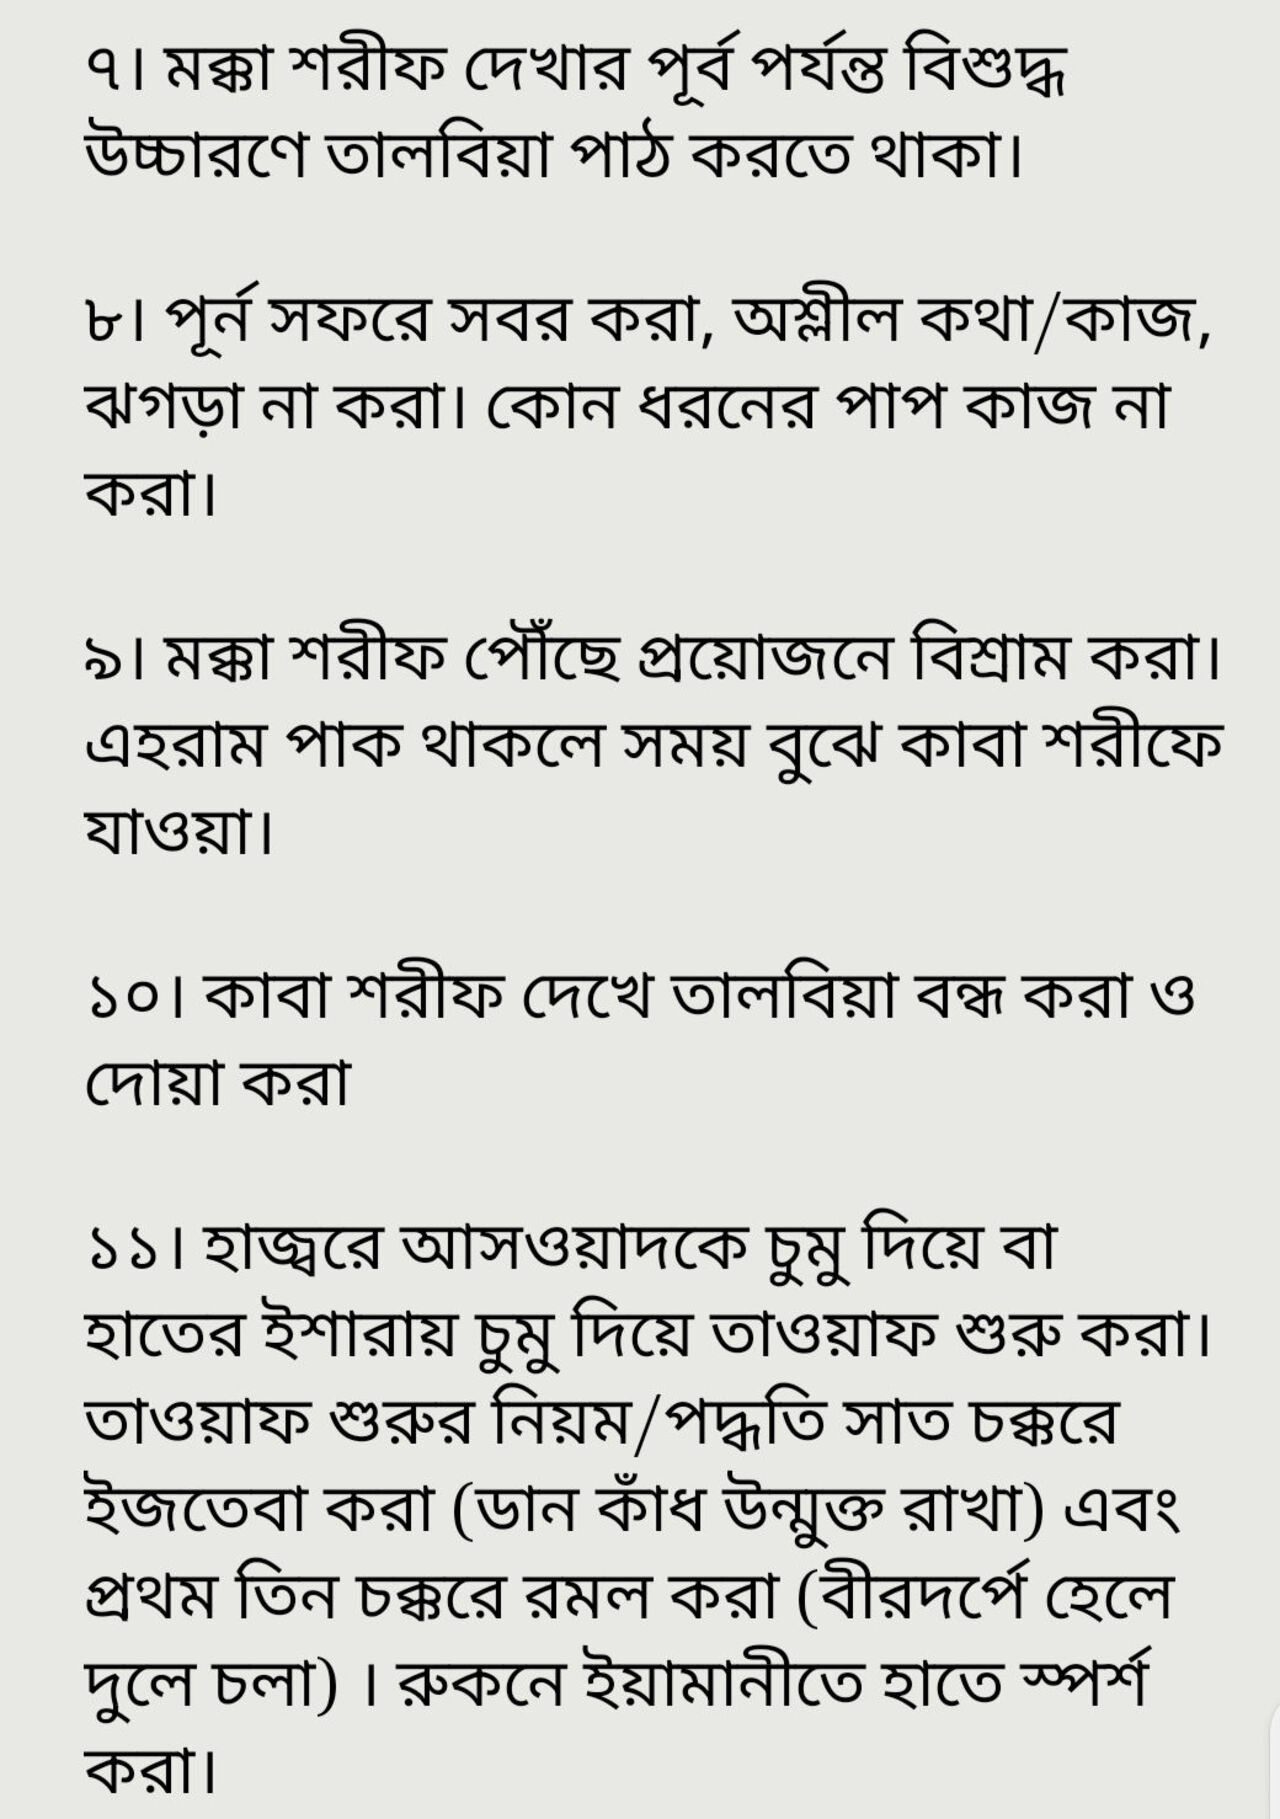 ৭। মক্কা শরীফ দেখার পূর্ব পর্যন্ত বিশুদ্ধ
উচ্চারণে তালবিয়া পাঠ করতে থাকা।
৮। পূর্ন সফরে সবর করা, অশ্লীল কথা/কাজ,
ঝগড়া না করা। কোন ধরনের পাপ কাজ না
করা।
৯। মক্কা শরীফ পৌঁছে প্রয়োজনে বিশ্রাম করা।
এহরাম পাক থাকলে সময় বুঝে কাবা শরীফে
যাওয়া।
১০। কাবা শরীফ দেখে তালবিয়া বন্ধ করা ও
দোয়া করা
১১। হাজ্বরে আসওয়াদকে চুমু দিয়ে বা
হাতের ইশারায় চুমু দিয়ে তাওয়াফ শুরু করা।
তাওয়াফ শুরুর নিয়ম/পদ্ধতি সাত চক্করে
ইজতেবা করা (ডান কাঁধ উন্মুক্ত রাখা) এবং
প্রথম তিন চক্করে রমল করা (বীরদর্পে হেলে
দুলে চলা) । রুকনে ইয়ামানীতে হাতে স্পর্শ
করা।